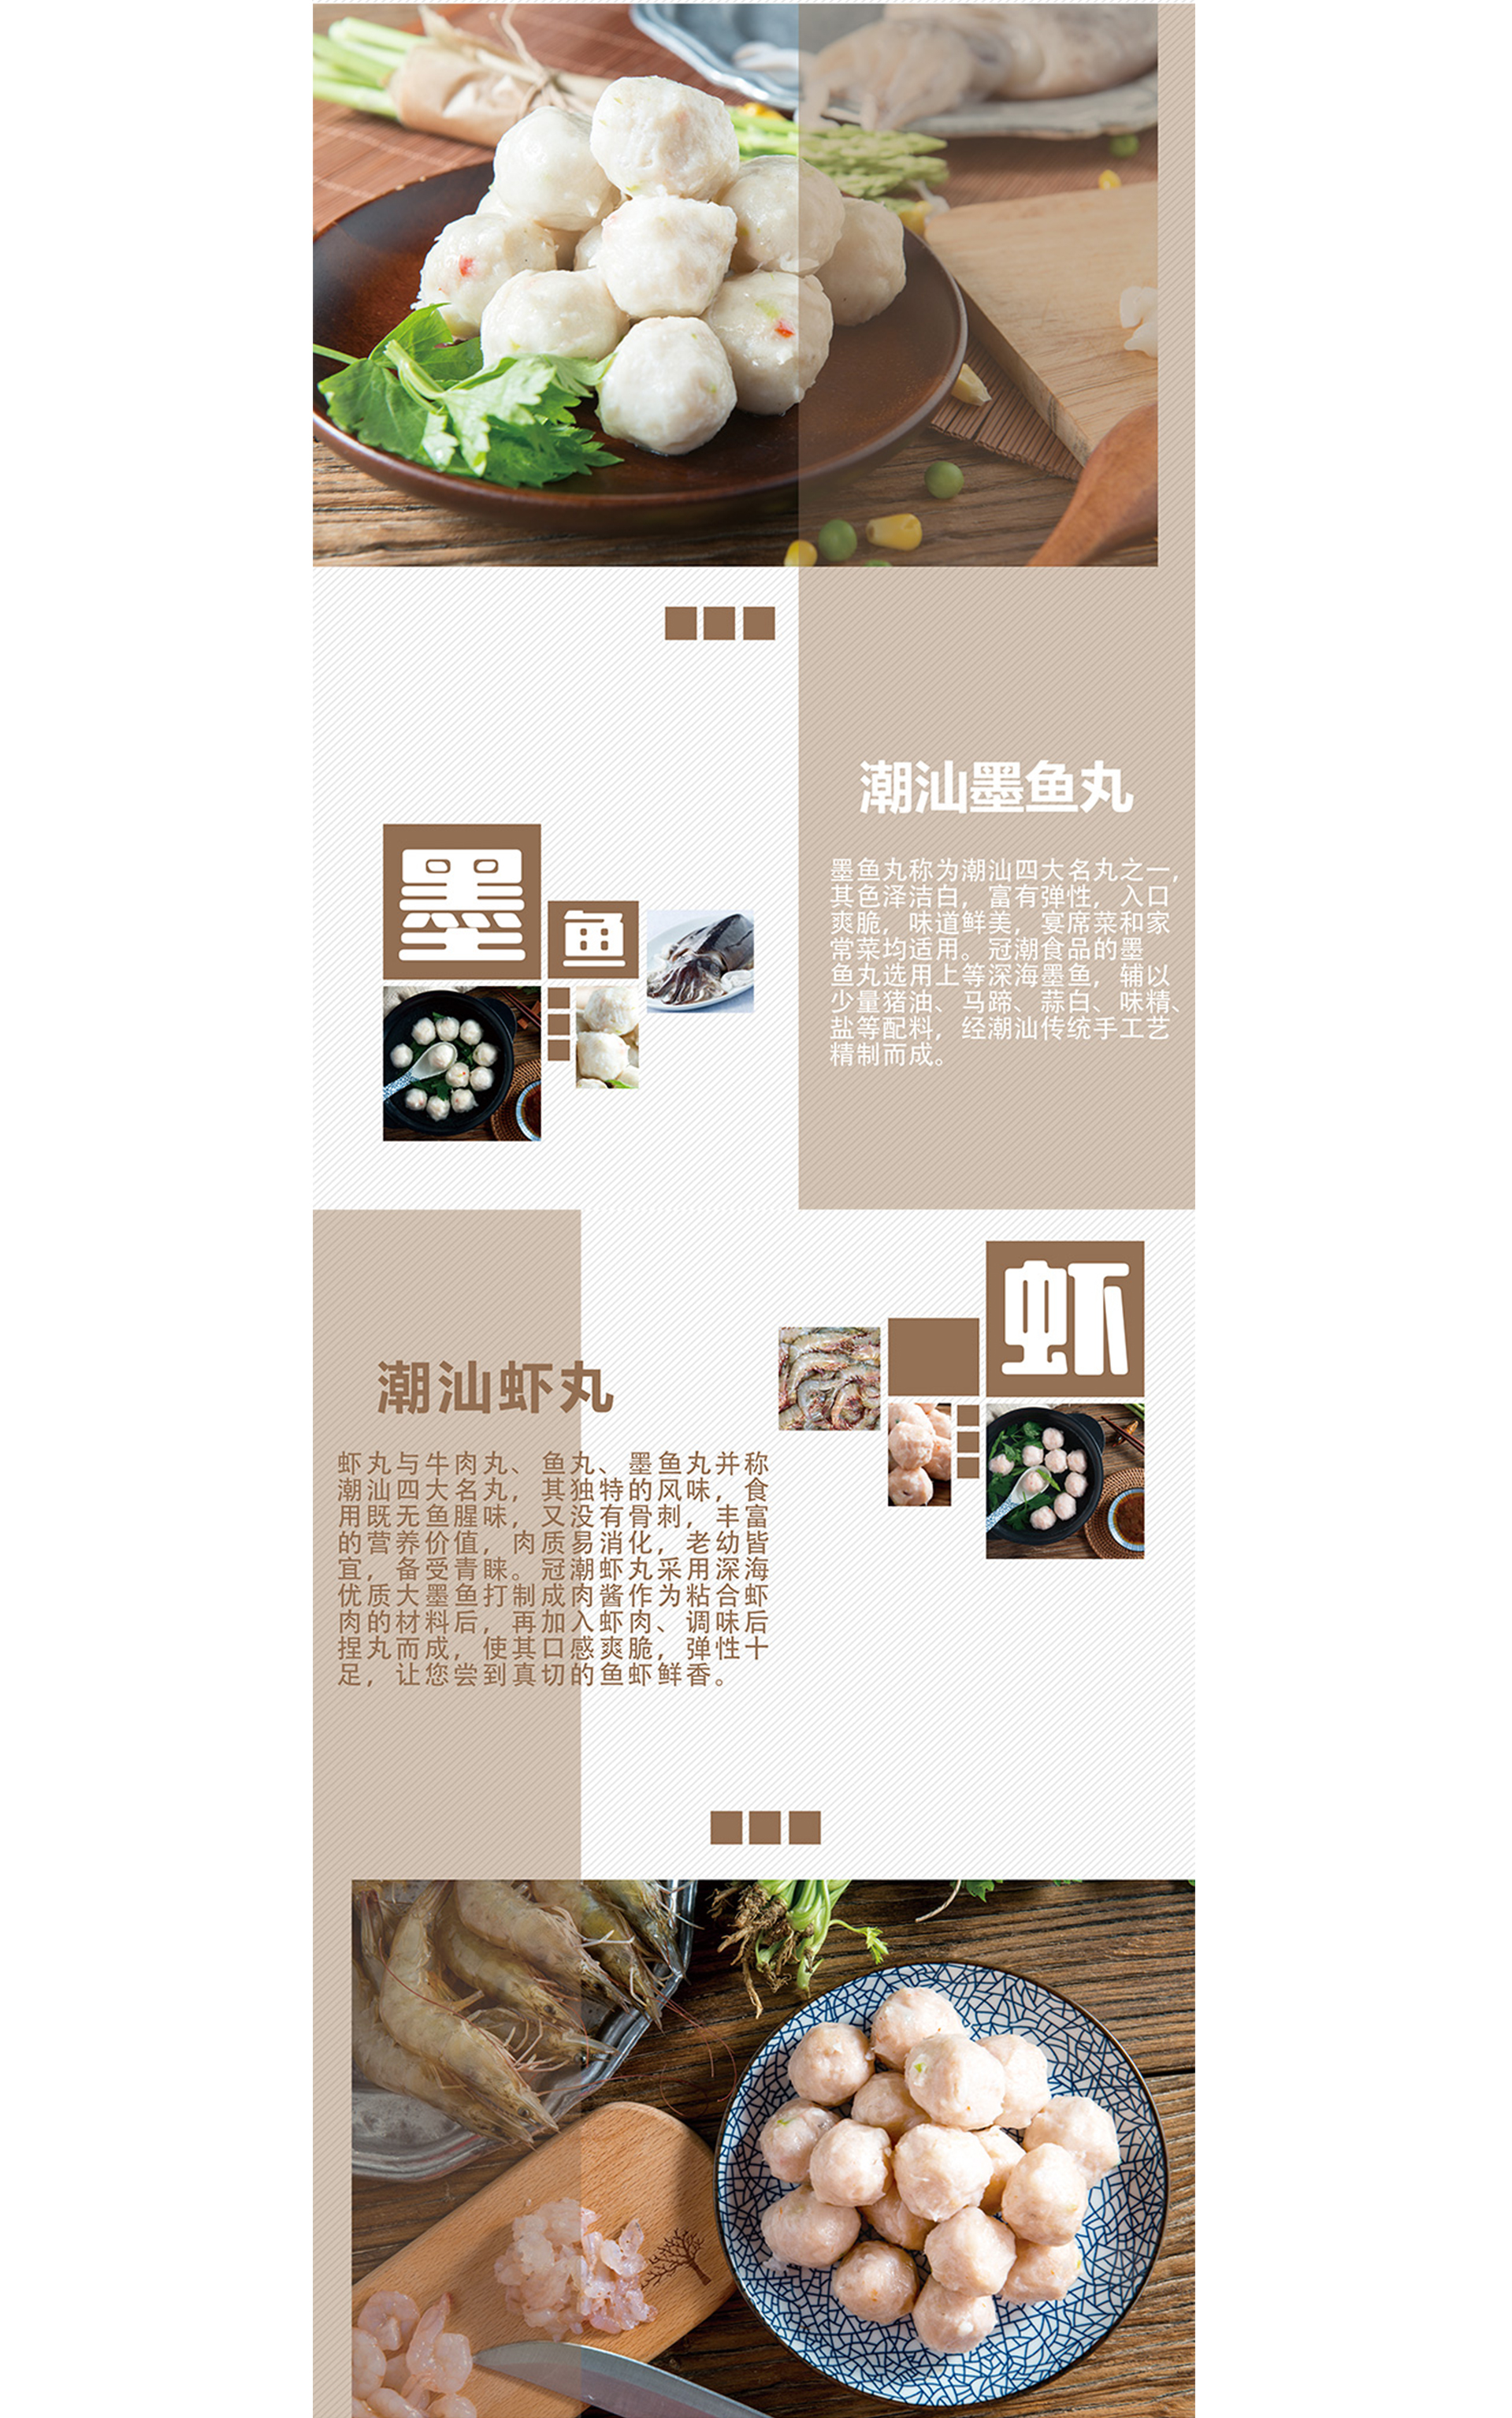 潮汕墨鱼丸
墨鱼
墨鱼丸称为潮汕四大名丸之一，
其色泽洁白，富有弹性，入口
爽脆，味道鲜美，宴席菜和家
常菜均适用。冠潮食品的墨
鱼丸选用上等深海墨鱼，辅以
少量猪油、马蹄、蒜白、味精、
盐等配料，经潮汕传统手工艺
精制而成。
虾
潮汕虾丸
虾丸与牛肉丸、鱼丸、墨鱼丸并称
潮汕四大名丸，其独特的风味，食
用既无鱼腥味，又没有骨刺，丰富
的营养价值，肉质易消化，老幼皆
宜，备受青睐。冠潮虾丸采用深海
优质大墨鱼打制成肉酱作为粘合虾
肉的材料后，再加入虾肉、调味后
捏丸而成，使其口感爽脆，弹性十
足，让您尝到真切的鱼虾鲜香。